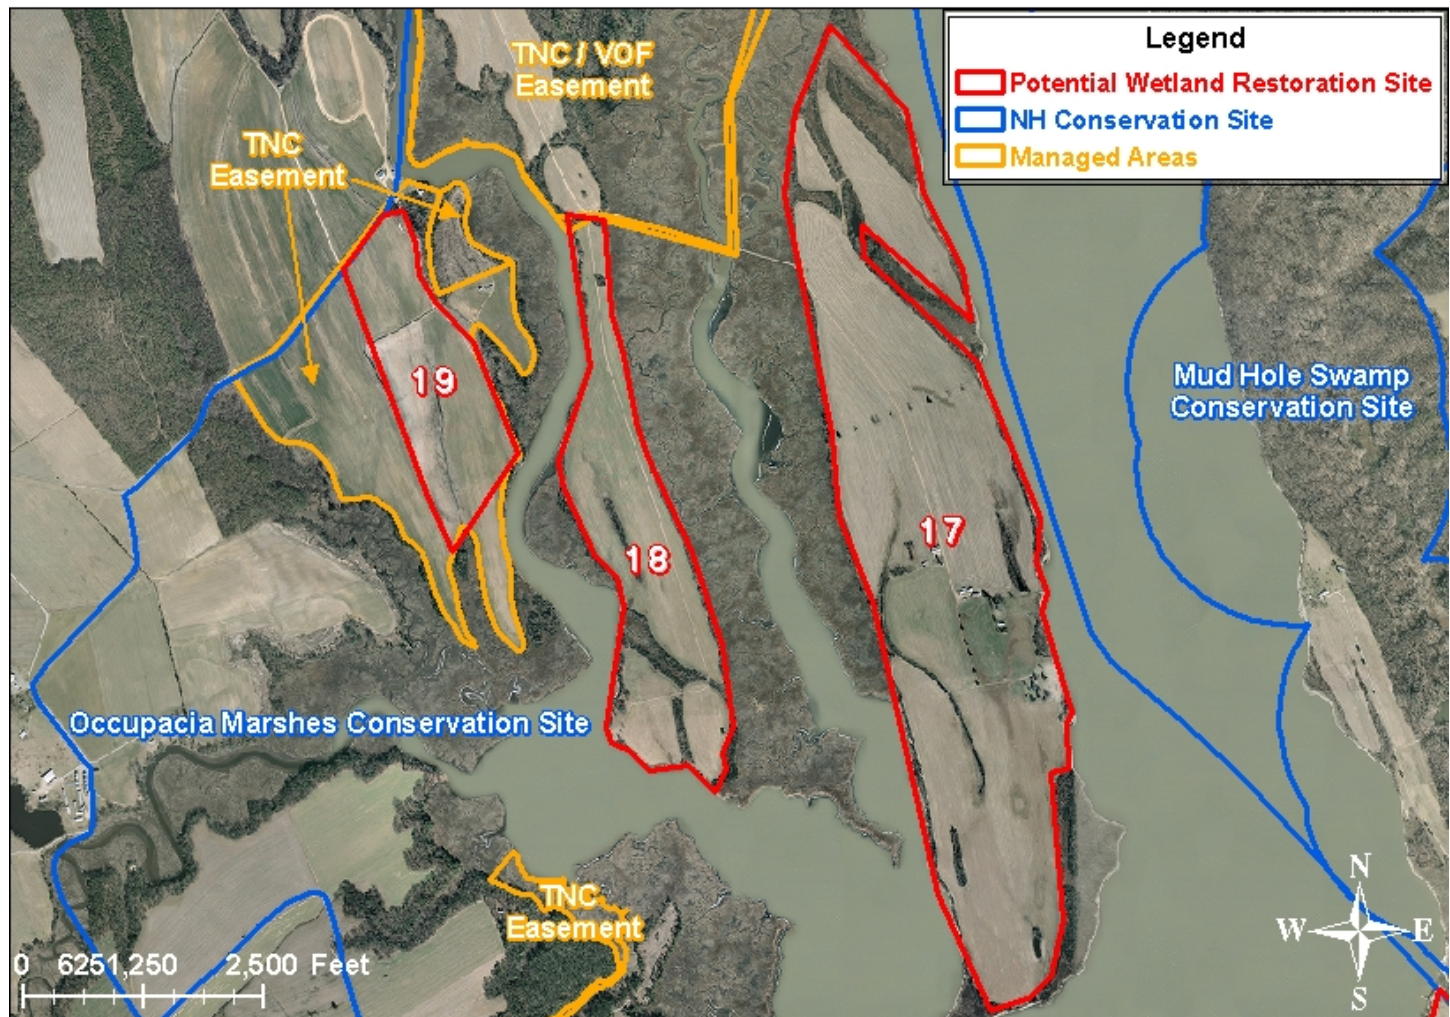 TNC / VOF
Easement
TNC
Easement
Legend
Potential Wetland Restoration Site
NH Conservation Site
Managed Areas
19
18
17
Mud Hole Swamp
Conservation Site
Occupacia Marshes Conservation Site
TNC
Easement
0 6251,250 2,500 Feet
N
W E
S